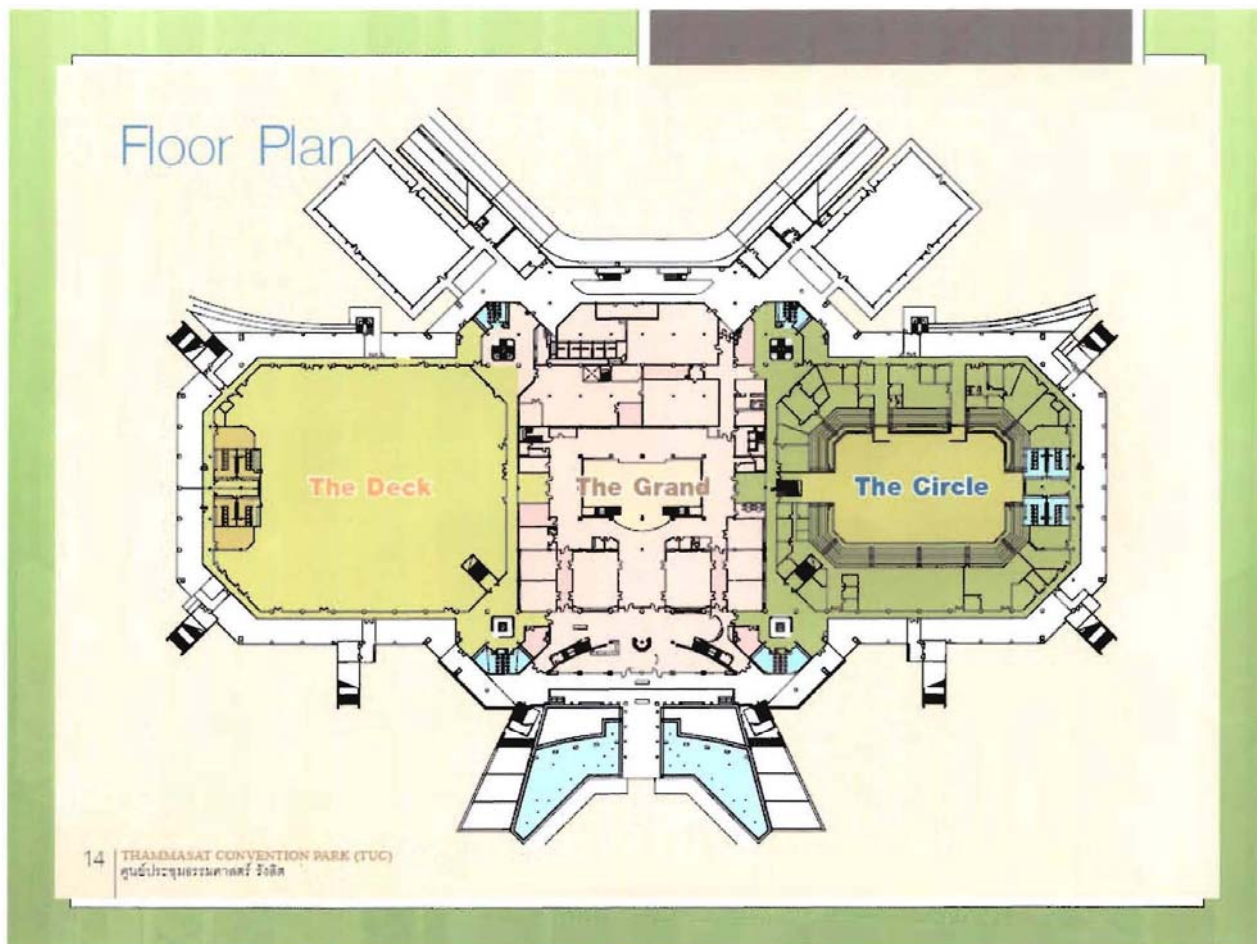 Floor Plan
The Deck
The Grand
The Circle
14
THAMMASAT CONVENTION PARK (TUC)
ศูนย์ประชุมธรรมศาสตร์ รังสิต